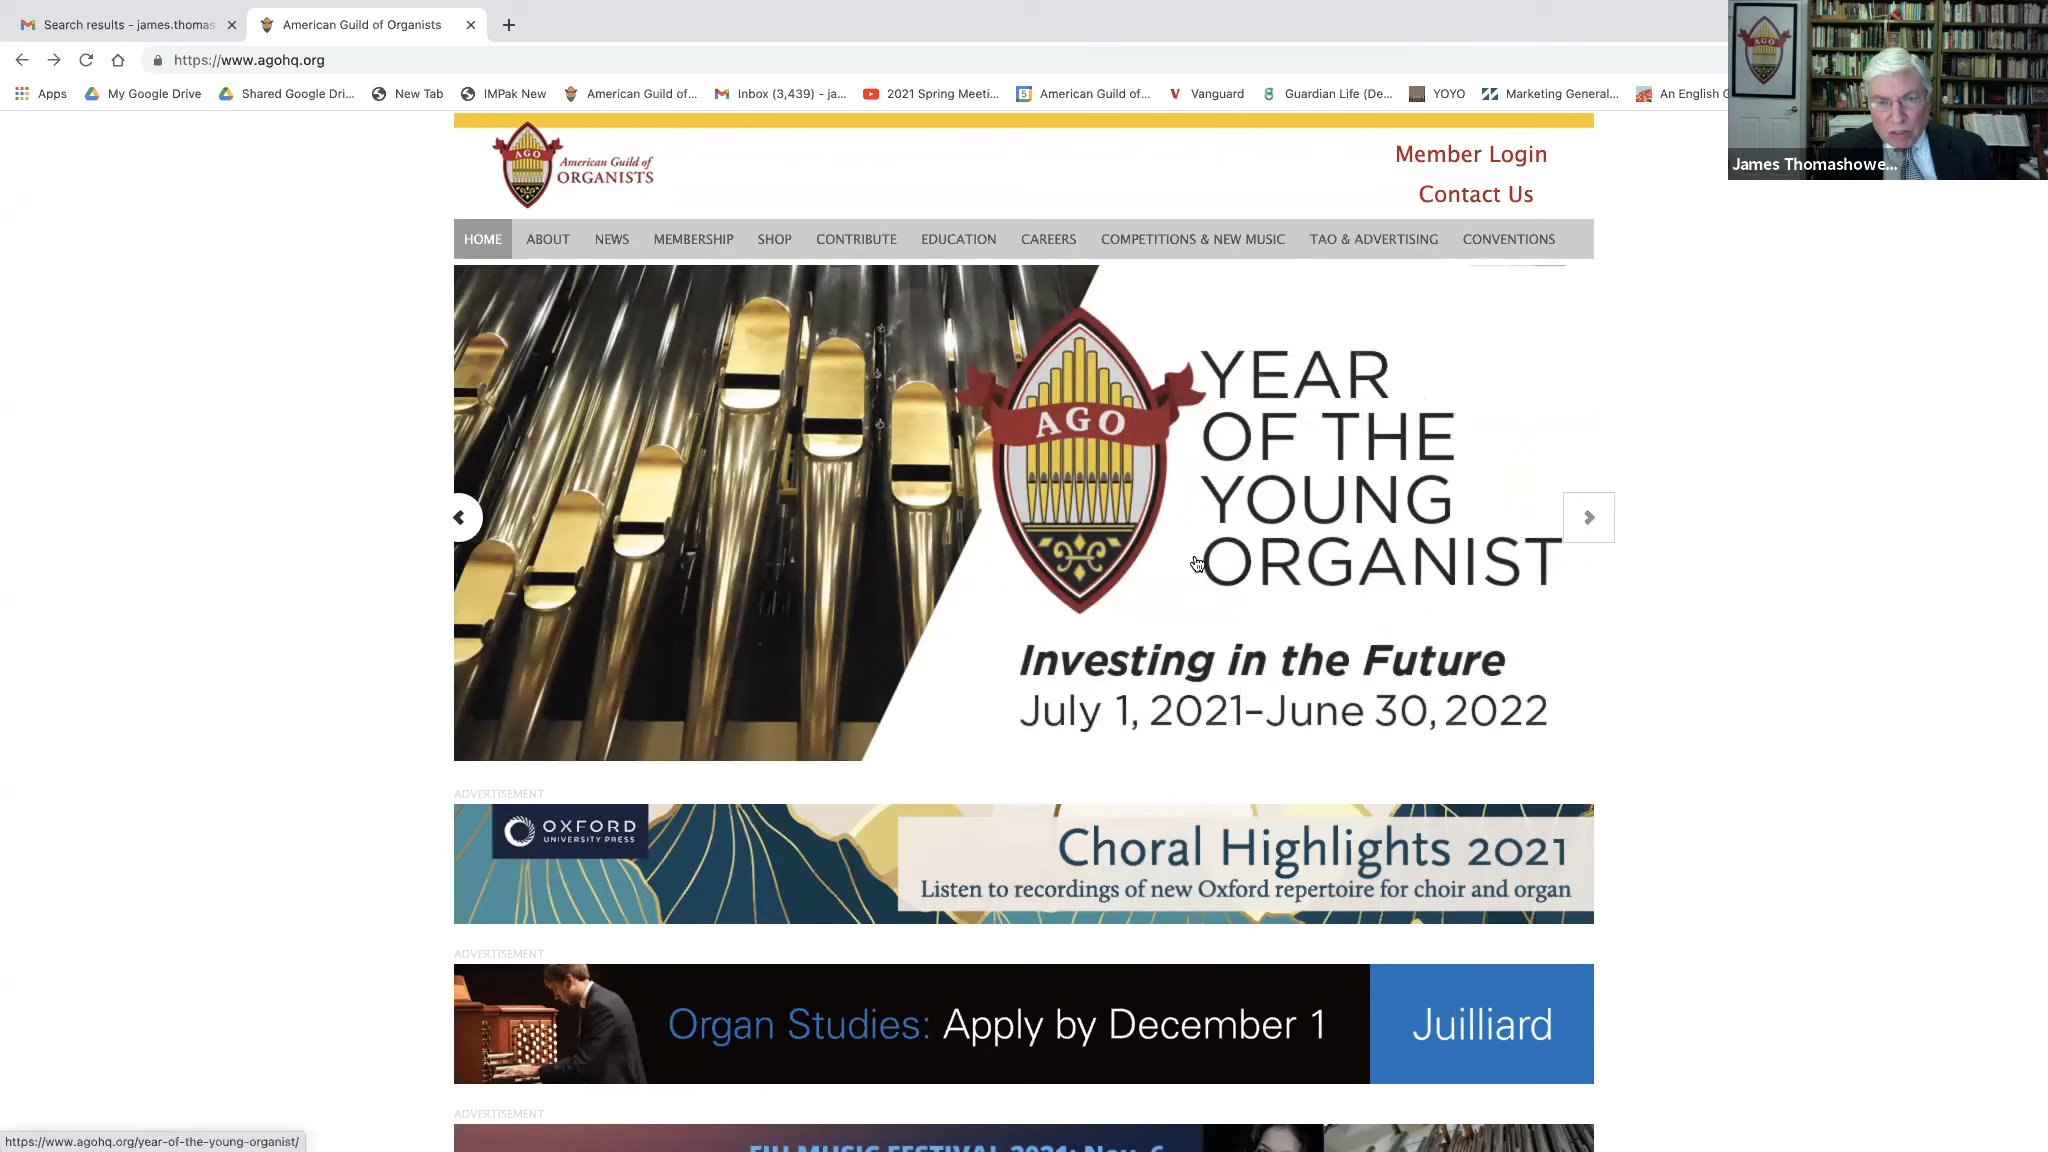 Search results - james.thomas
American Guild of Organists
https://www.agohq.org
Apps
My Google Drive
Shared Google Dri...
New Tab
IMPak New
American Guild of...
Inbox (3,439) - ja...
2021 Spring Meeti...
American Guild of...
Vanguard
Guardian Life (De...
YOYO
Marketing General...
An English G
AGO
James Thomashowe...
AGO
American Guild of
ORGANISTS
Member Login
Contact Us
HOME
ABOUT
NEWS
MEMBERSHIP
SHOP
CONTRIBUTE
EDUCATION
CAREERS
COMPETITIONS & NEW MUSIC
TAO & ADVERTISING
CONVENTIONS
AGO
YEAR
OF THE
YOUNG
ORGANIST
Investing in the Future
July 1, 2021–June 30, 2022
ADVERTISEMENT
OXFORD
UNIVERSITY PRESS
Choral Highlights 2021
Listen to recordings of new Oxford repertoire for choir and organ
ADVERTISEMENT
Organ Studies: Apply by December 1
Juilliard
ADVERTISEMENT
MUSIC FESTIVAL 2021: Nov. 6
https://www.agohq.org/year-of-the-young-organist/